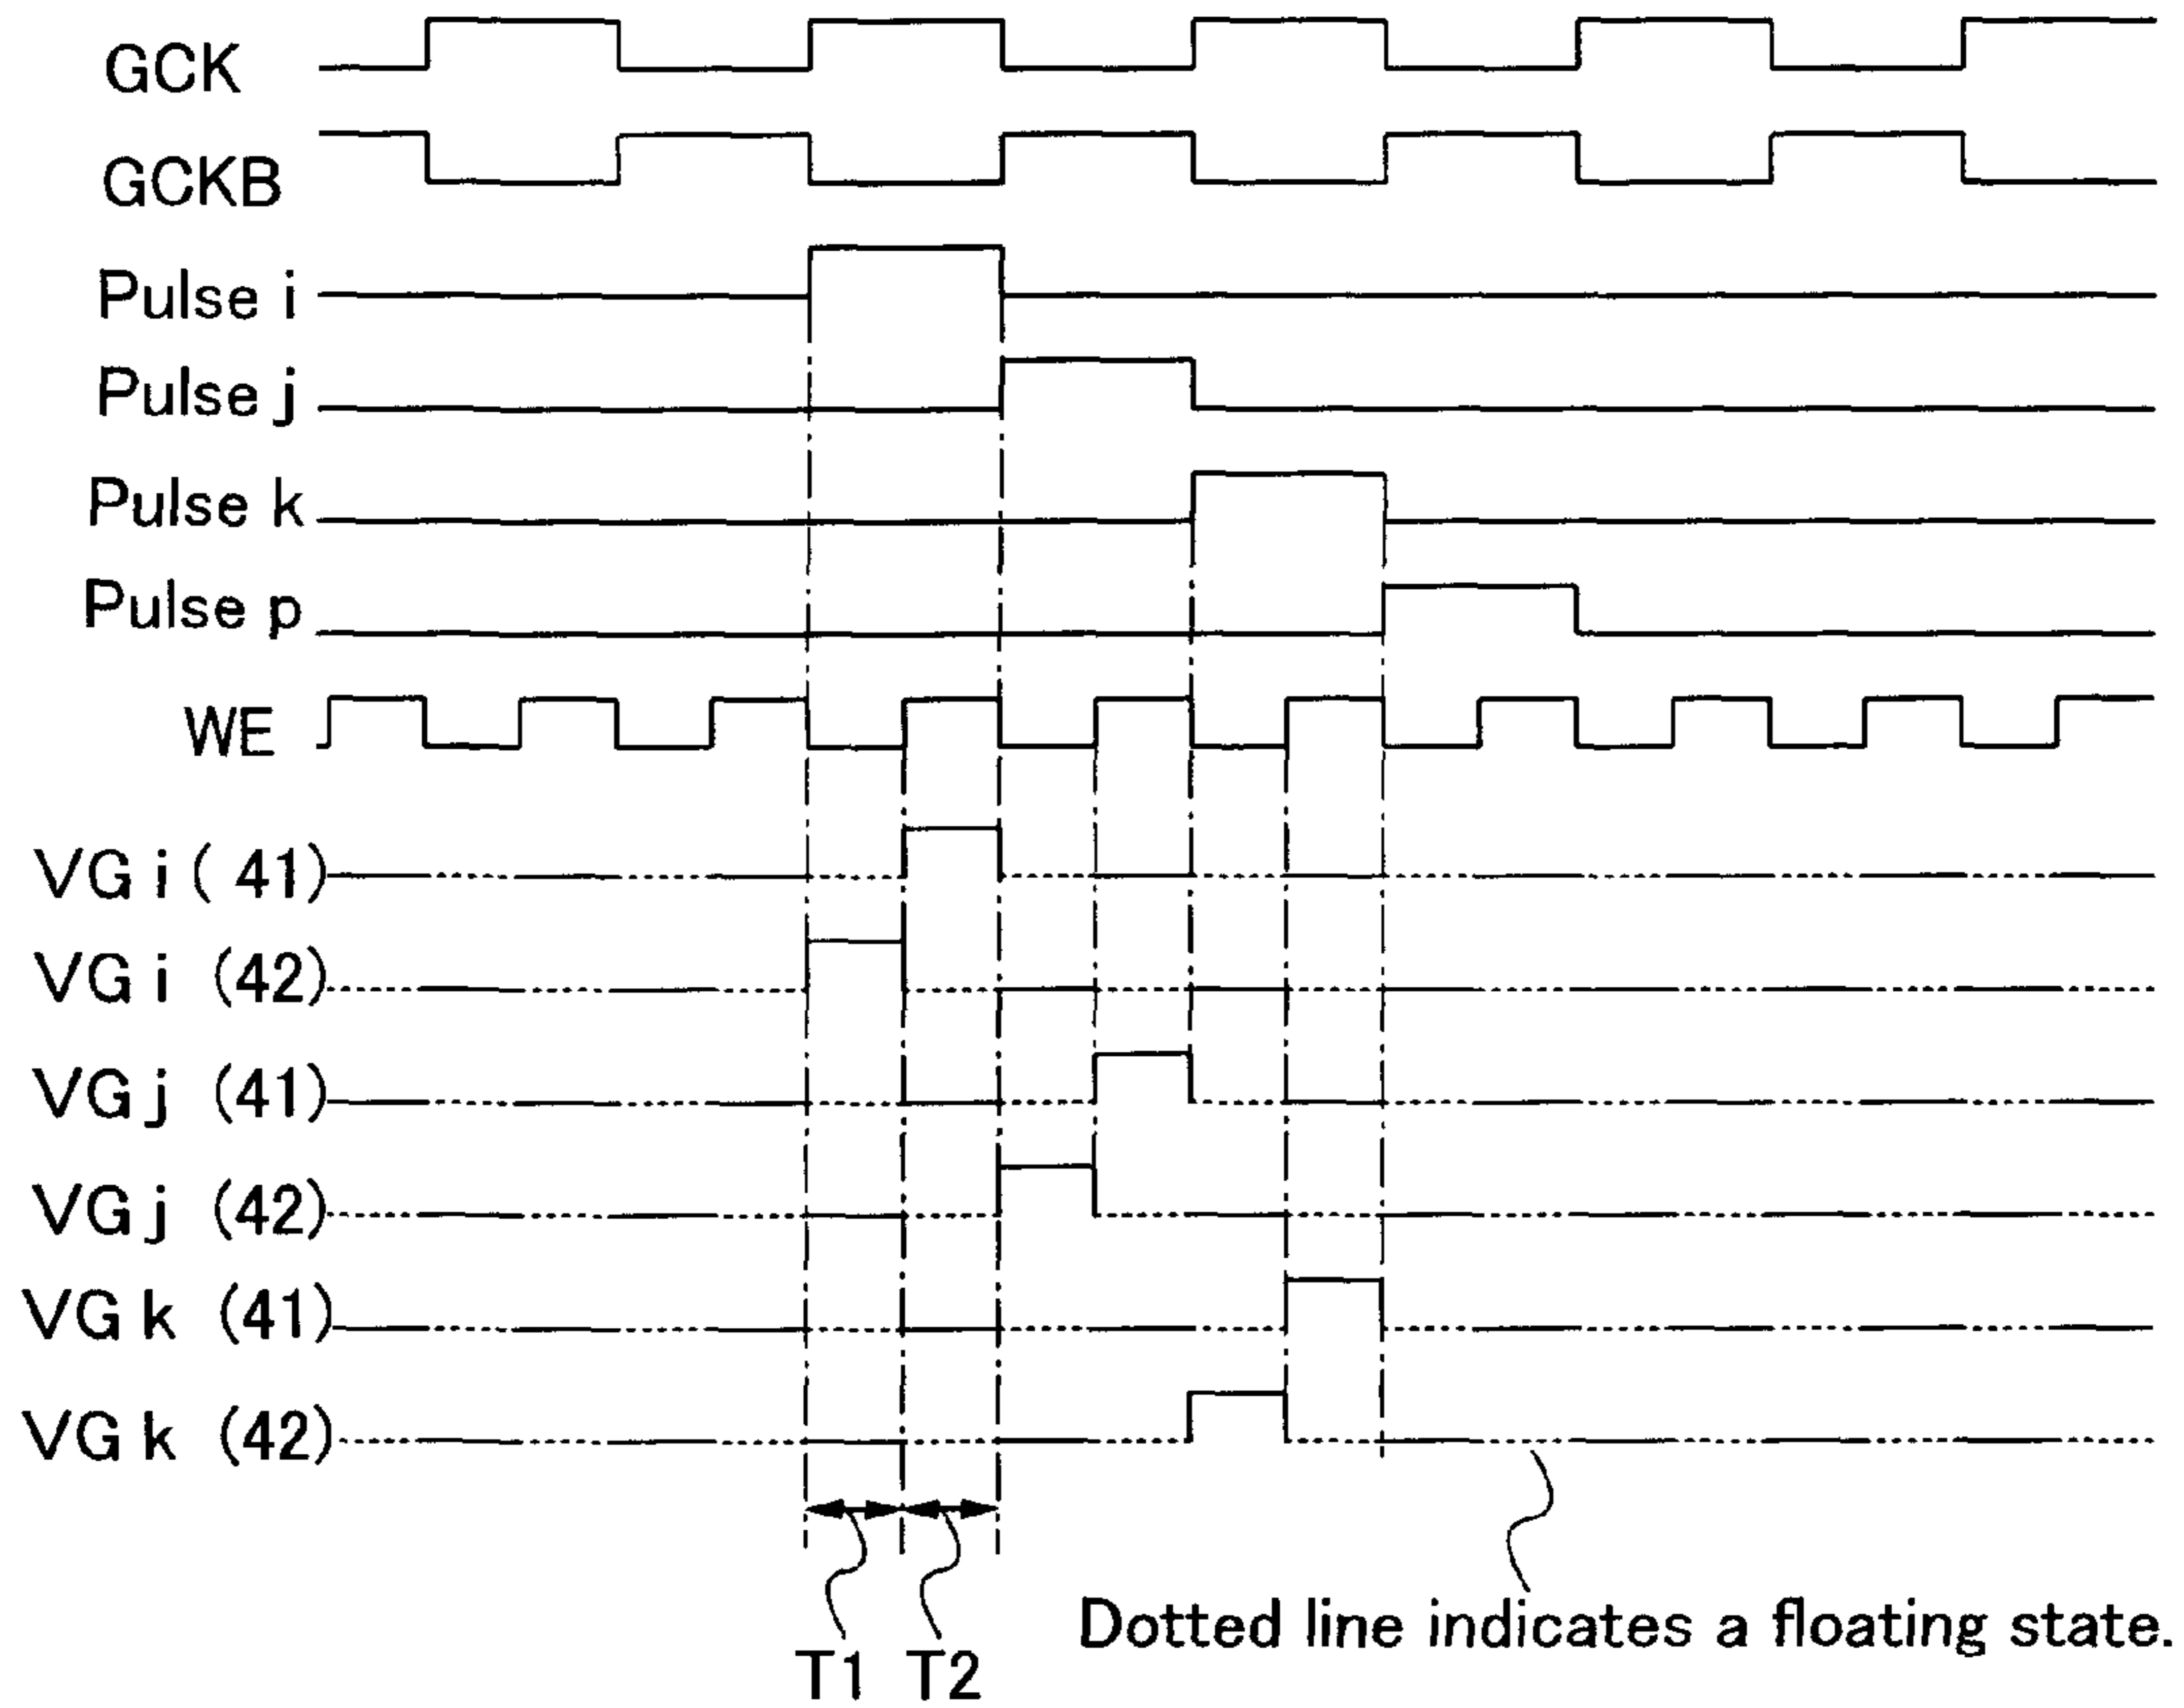 GCK
GCKB
Pulse i
Pulse j
Pulse k
Pulse p
WE
VG i ( 41)
VG i (42)
VG j (41)
VG j (42)
VG k (41)
VG k (42)
T1 T2
Dotted line indicates a floating state.